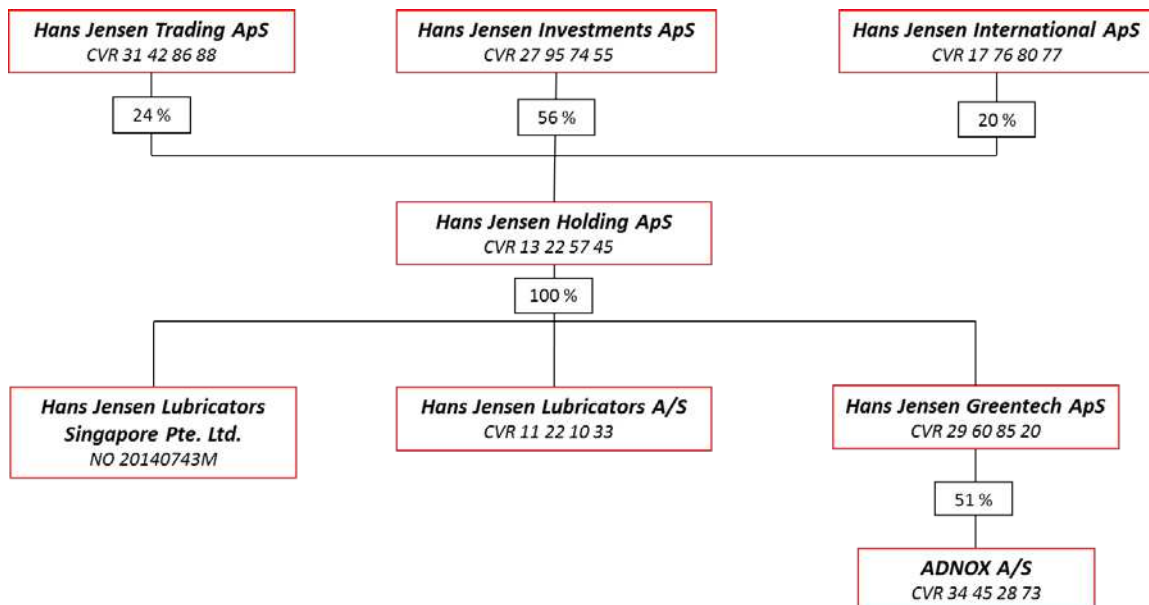 Hans Jensen Trading ApS
CVR 31 42 86 88
Hans Jensen Investments ApS
CVR 27 95 74 55
Hans Jensen International ApS
CVR 17 76 80 77
24 %
56 %
20 %
Hans Jensen Holding ApS
CVR 13 22 57 45
100 %
Hans Jensen Lubricators
Singapore Pte. Ltd.
NO 20140743M
Hans Jensen Lubricators A/S
CVR 11 22 10 33
Hans Jensen Greentech ApS
CVR 29 60 85 20
51 %
ADNOX A/S
CVR 34 45 28 73